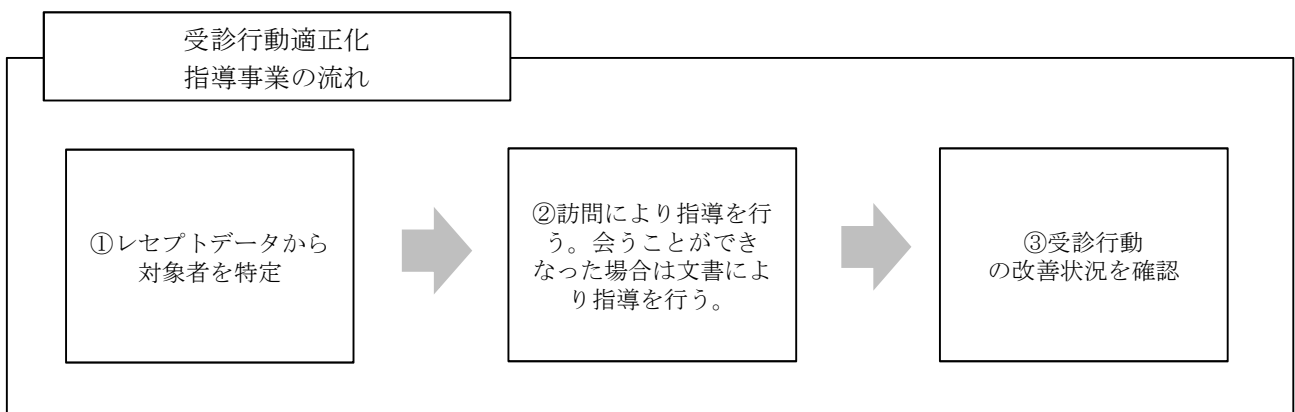 受診行動適正化
指導事業の流れ
①レセプトデータから
対象者を特定
②訪問により指導を行
う。会うことができ
なった場合は文書によ
り指導を行う。
③受診行動
の改善状況を確認